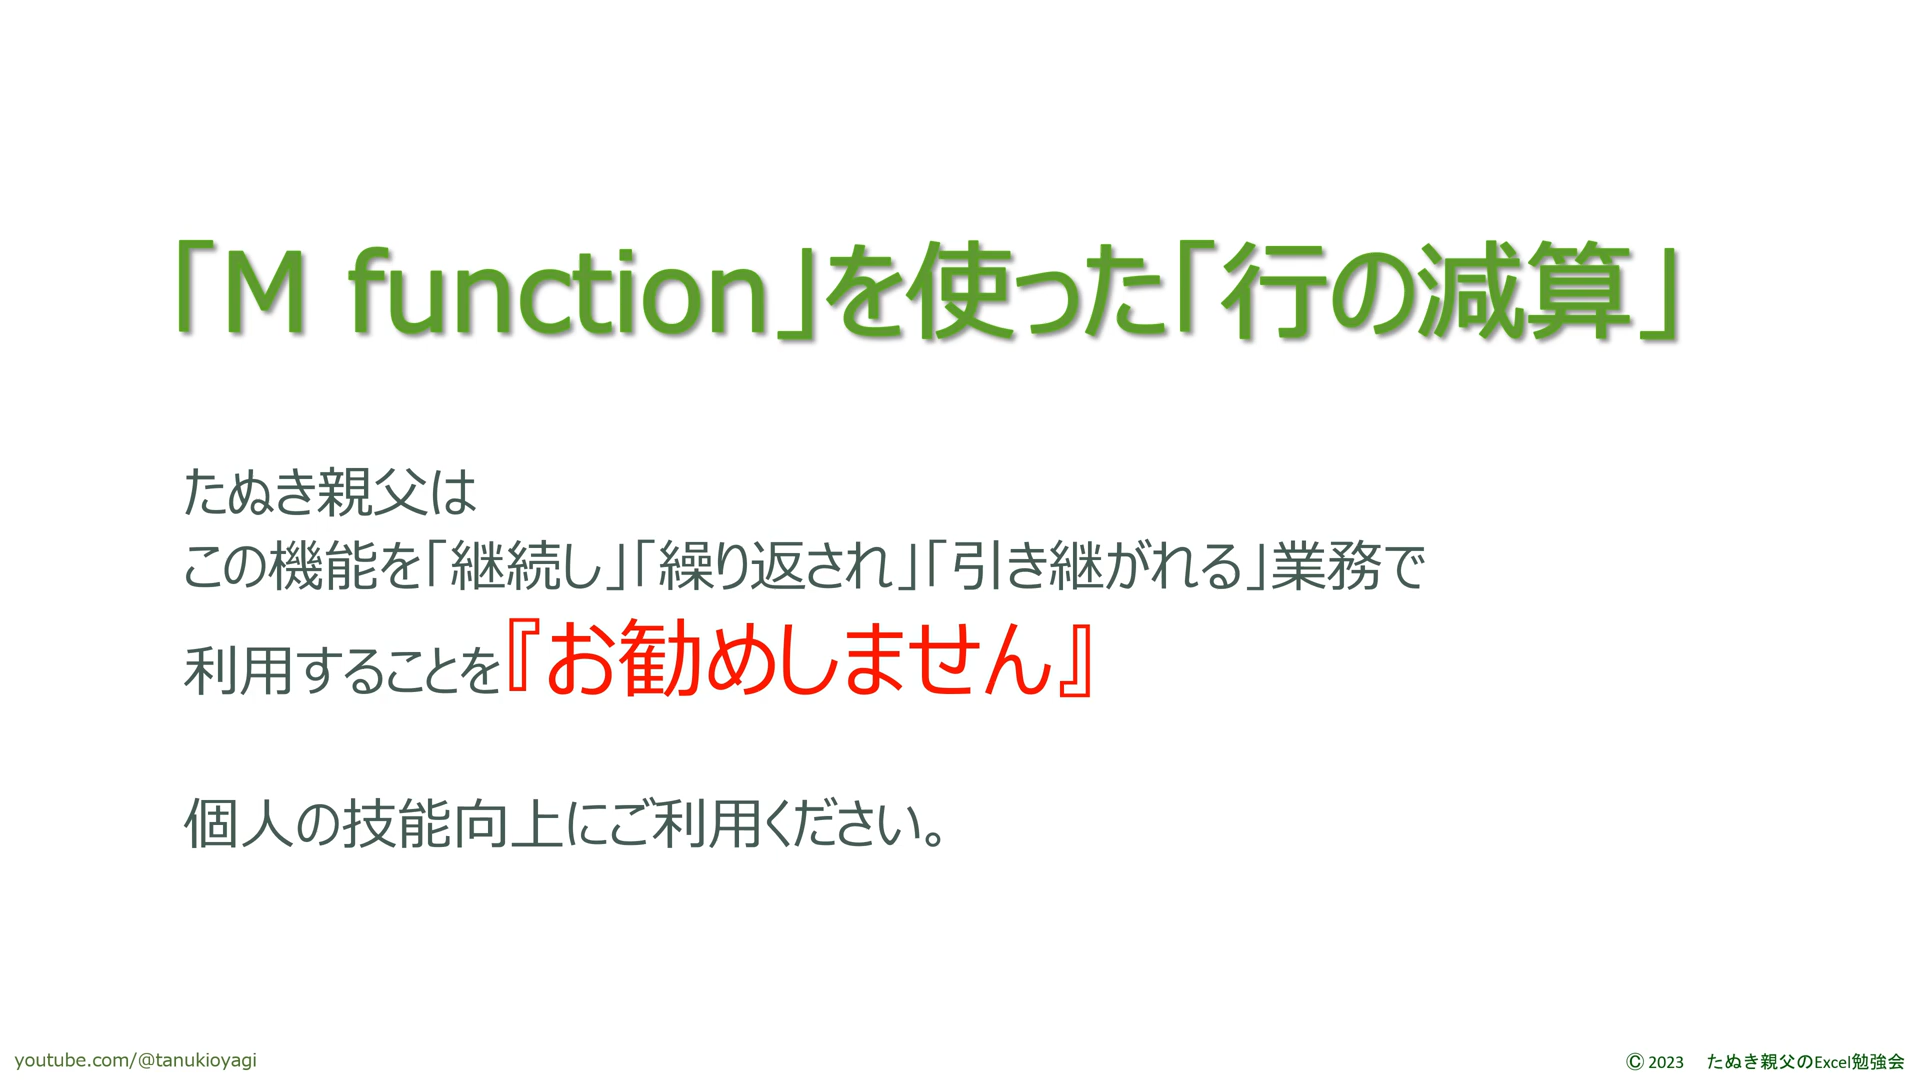 「M function」を使った「行の減算」
たぬき親父は
この機能を「継続し」「繰り返され」「引き継がれる」業務で
利用することを『お勧めしません』
個人の技能向上にご利用ください。
youtube.com/@tanukioyagi
© 2023 たぬき親父のExcel勉強会